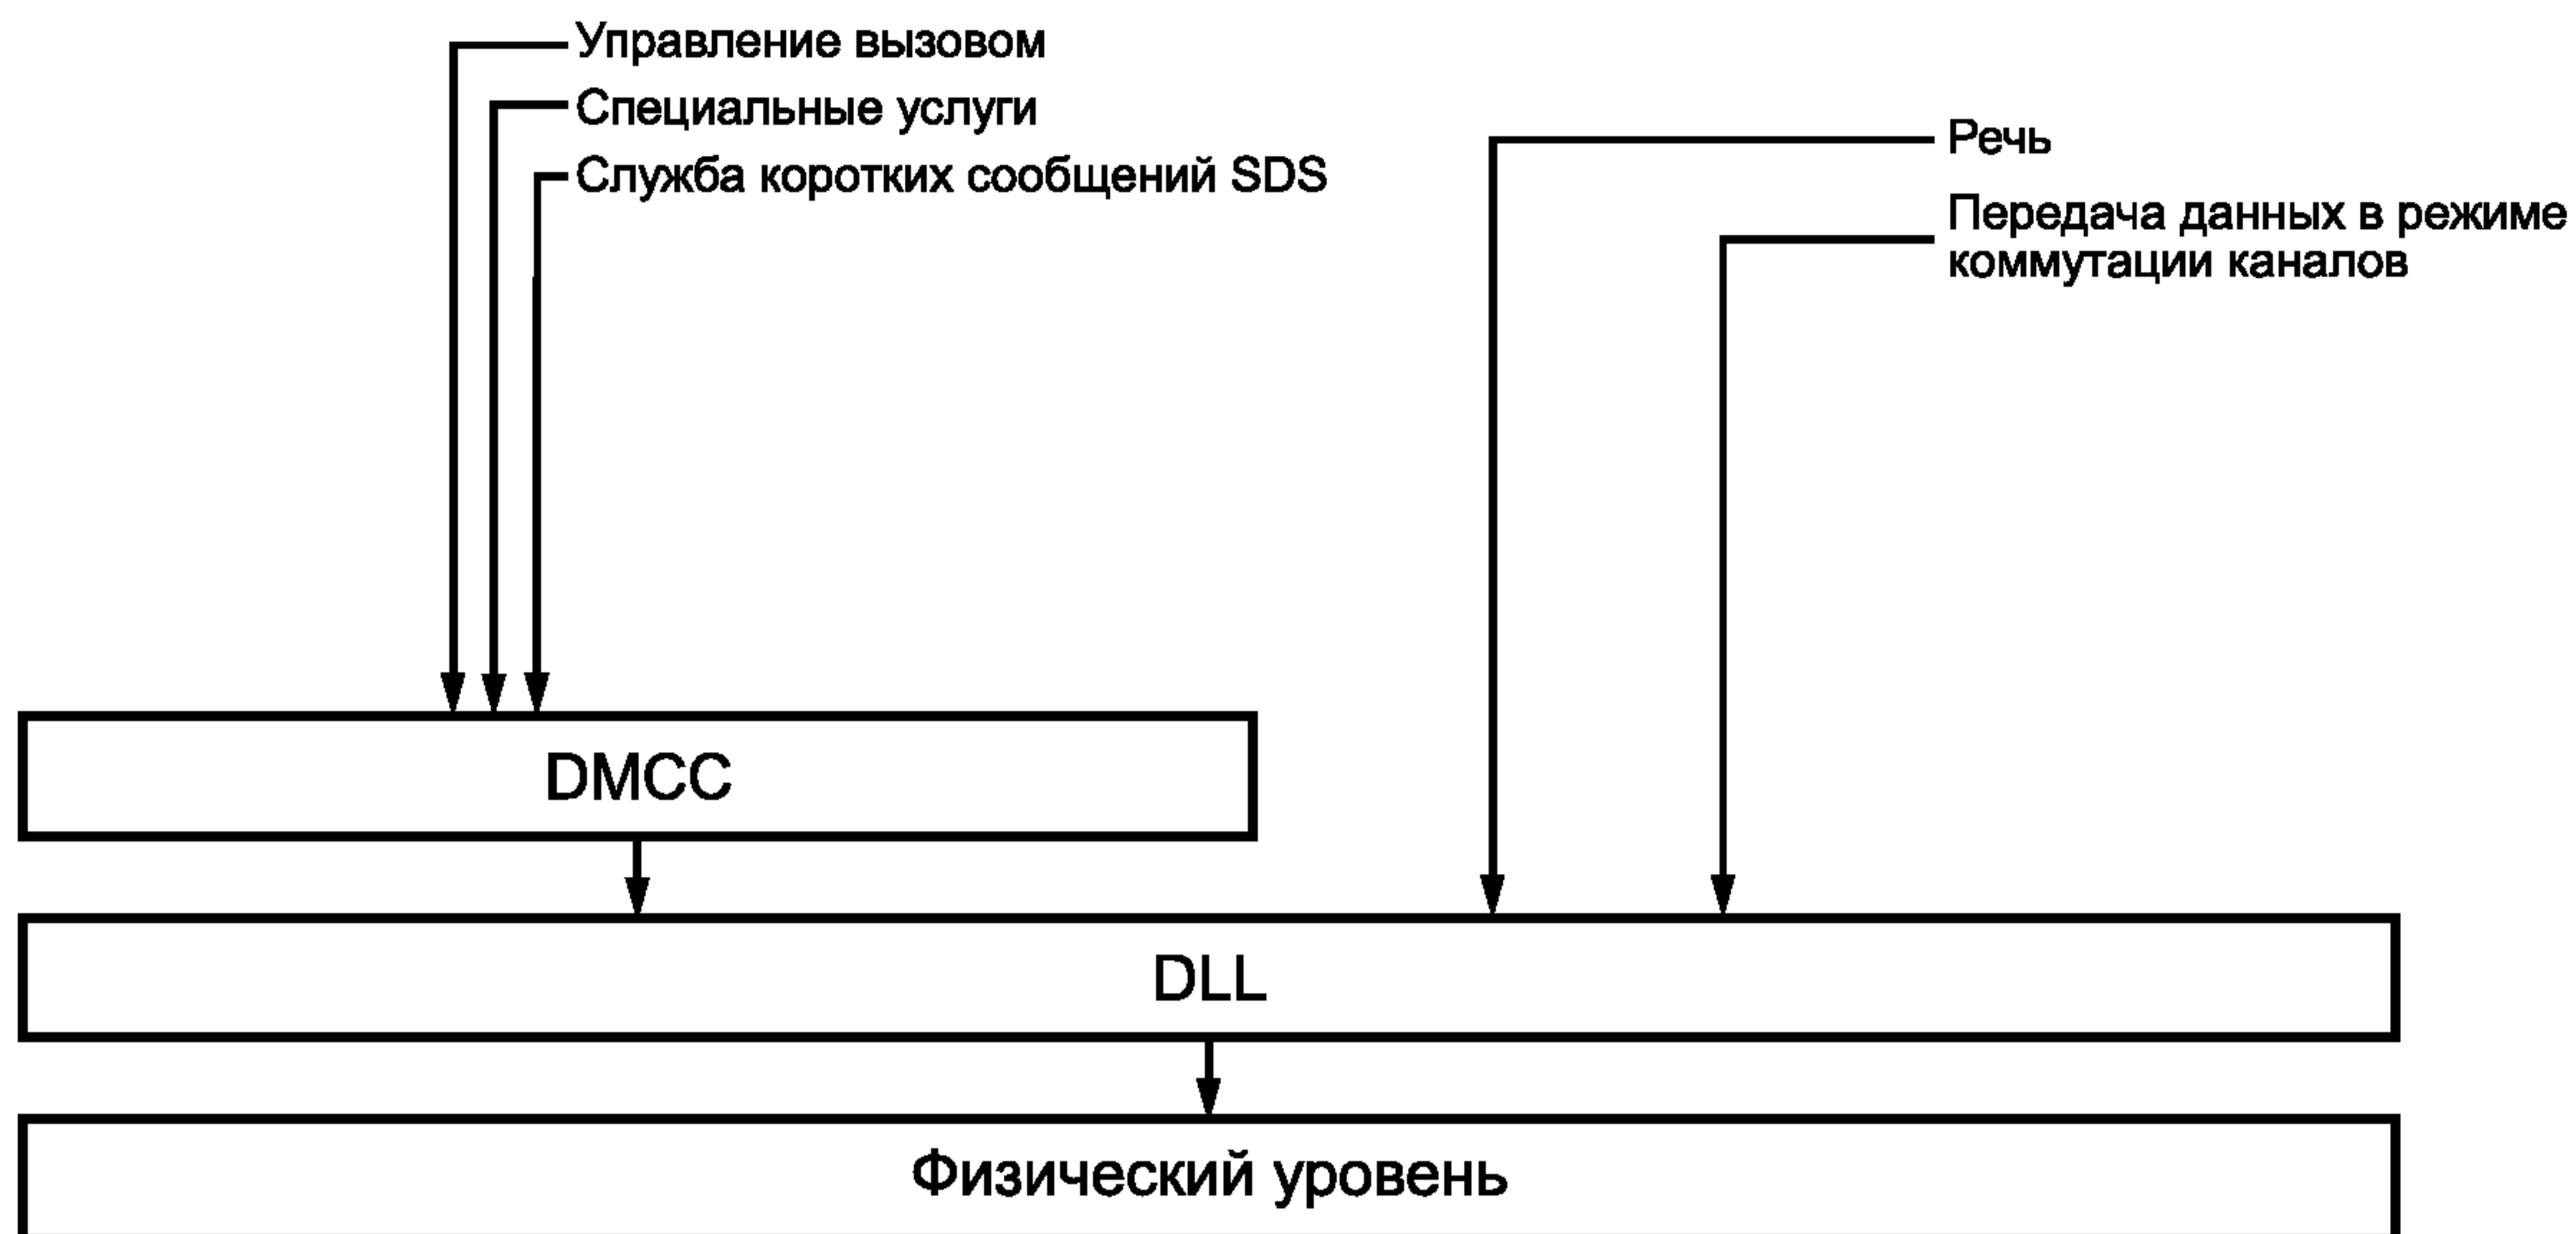 Управление вызовом
Специальные услуги
Служба коротких сообщений SDS
Речь
Передача данных в режиме
коммутации каналов
DMCC
DLL
Физический уровень